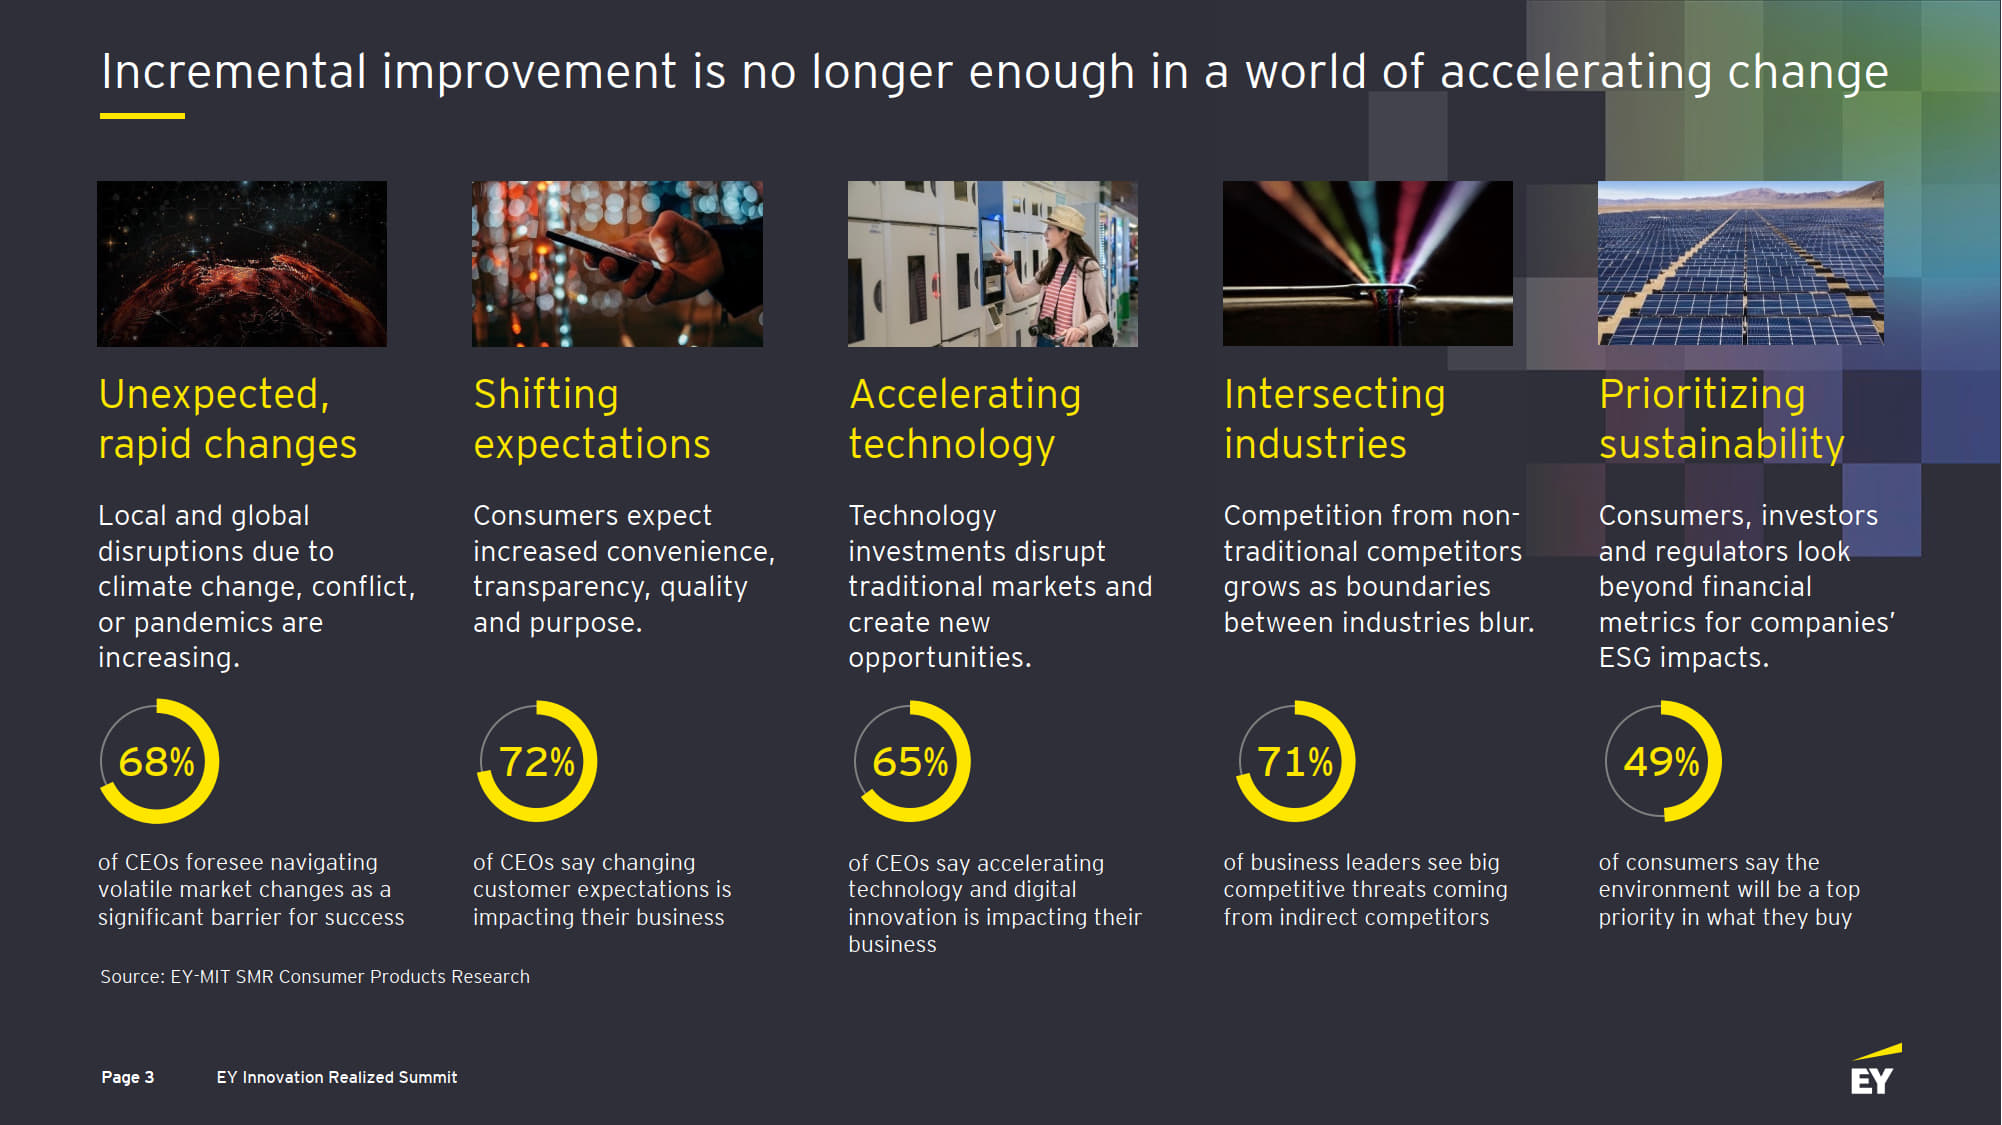 Incremental improvement is no longer enough in a world of accelerating change
Unexpected,
rapid changes
Local and global
disruptions due to
climate change, conflict,
or pandemics are
increasing.
68%
of CEOs foresee navigating
volatile market changes as a
significant barrier for success
Shifting
expectations
Consumers expect
increased convenience,
transparency, quality
and purpose.
72%
of CEOs say changing
customer expectations is
impacting their business
Accelerating
technology
Technology
investments disrupt
traditional markets and
create new
opportunities.
65%
of CEOs say accelerating
technology and digital
innovation is impacting their
business
Intersecting
industries
Competition from non-
traditional competitors
grows as boundaries
between industries blur.
71%
of business leaders see big
competitive threats coming
from indirect competitors
Prioritizing
sustainability
Consumers, investors
and regulators look
beyond financial
metrics for companies’
ESG impacts.
49%
of consumers say the
environment will be a top
priority in what they buy
Source: EY-MIT SMR Consumer Products Research
Page 3
EY Innovation Realized Summit
EY